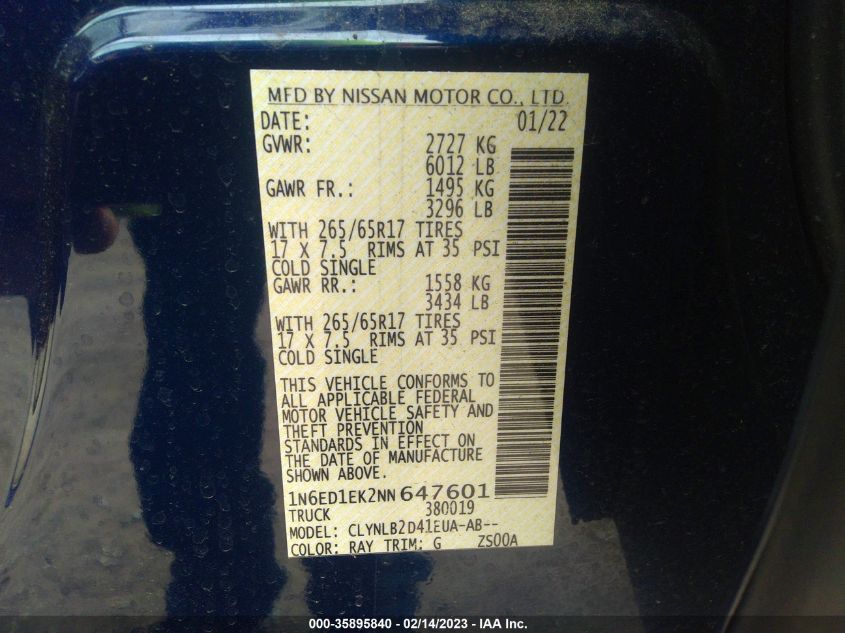 MFD BY NISSAN MOTOR CO., LTD.
DATE: 01/22
GVWR: 2727 KG
6012 LB
GAWR FR.: 1495 KG
3296 LB
WITH 265/65R17 TIRES
17 X 7.5 RIMS AT 35 PSI
COLD SINGLE
GAWR RR.: 1558 KG
3434 LB
WITH 265/65R17 TIRES
17 X 7.5 RIMS AT 35 PSI
COLD SINGLE
THIS VEHICLE CONFORMS TO
ALL APPLICABLE FEDERAL
MOTOR VEHICLE SAFETY AND
THEFT PREVENTION
STANDARDS IN EFFECT ON
THE DATE OF MANUFACTURE
SHOWN ABOVE.
1N6ED1EK2NN647601
TRUCK 380019
MODEL: CLYNLB2D41EUA-AB--
COLOR: RAY TRIM: G ZS00A
000-35895840 - 02/14/2023 - IAA Inc.